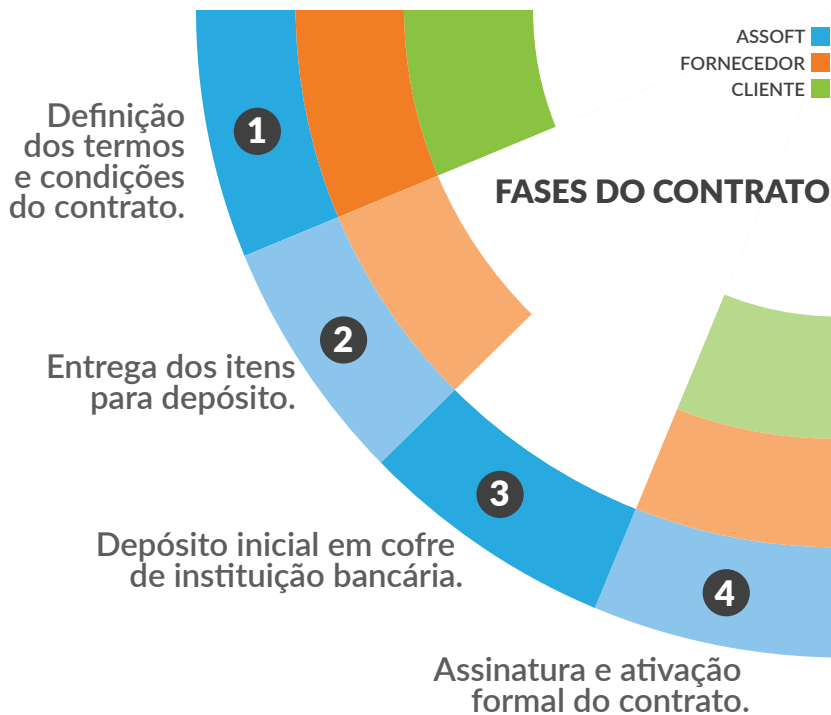 ASSOFT
FORNECEDOR
CLIENTE
FASES DO CONTRATO
1
Definição
dos termos
e condições
do contrato.
2
Entrega dos itens
para depósito.
3
Depósito inicial em cofre
de instituição bancária.
4
Assinatura e ativação
formal do contrato.